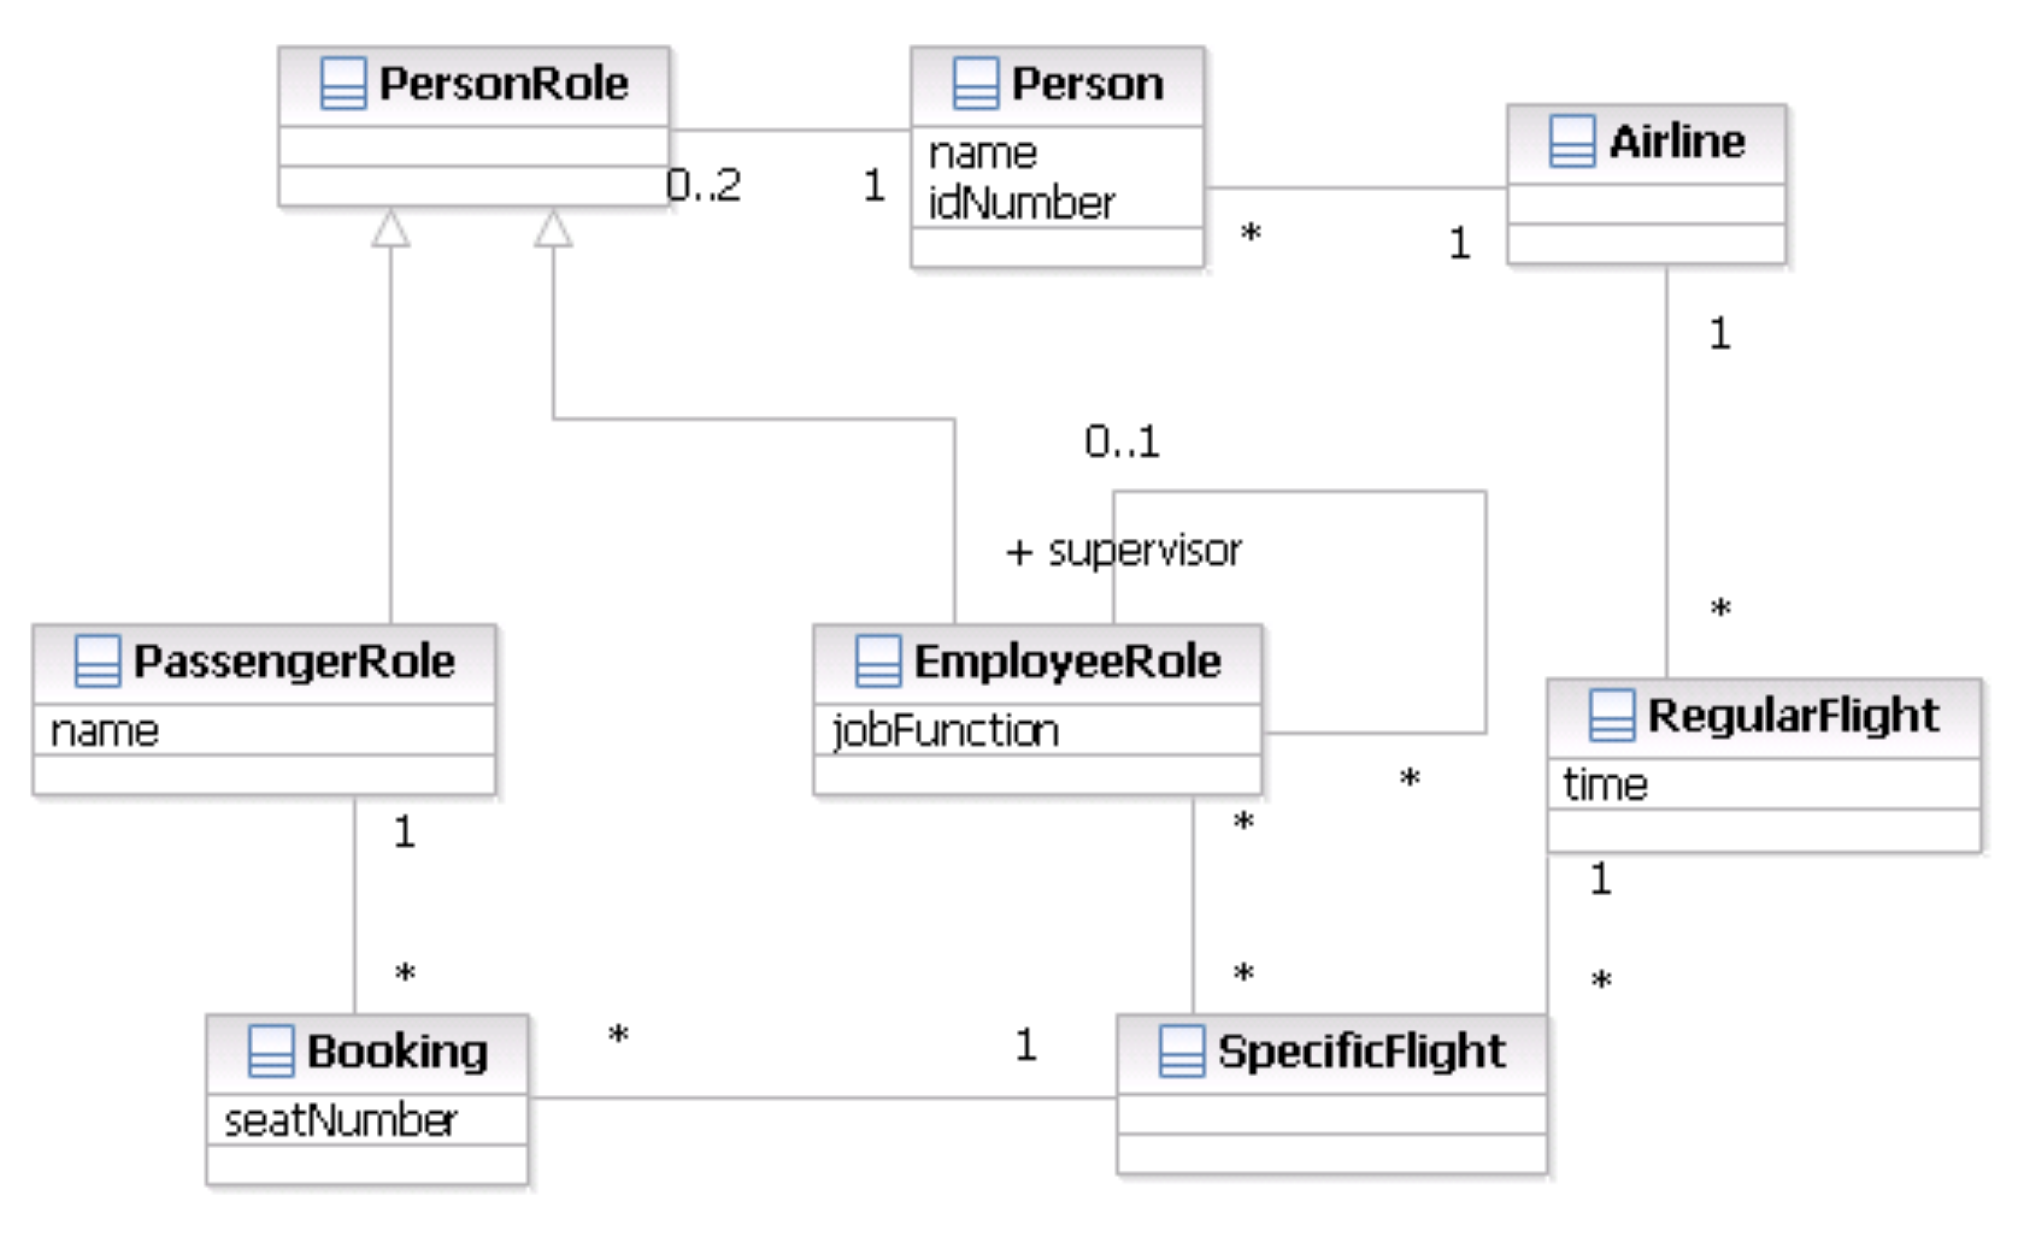 PersonRole
Person
name
idNumber
Airline
0..2
1
*
1
1
0..1
+ supervisor
*
PassengerRole
name
EmployeeRole
jobFunction
RegularFlight
time
*
1
*
1
*
*
*
*
1
Booking
seatNumber
SpecificFlight